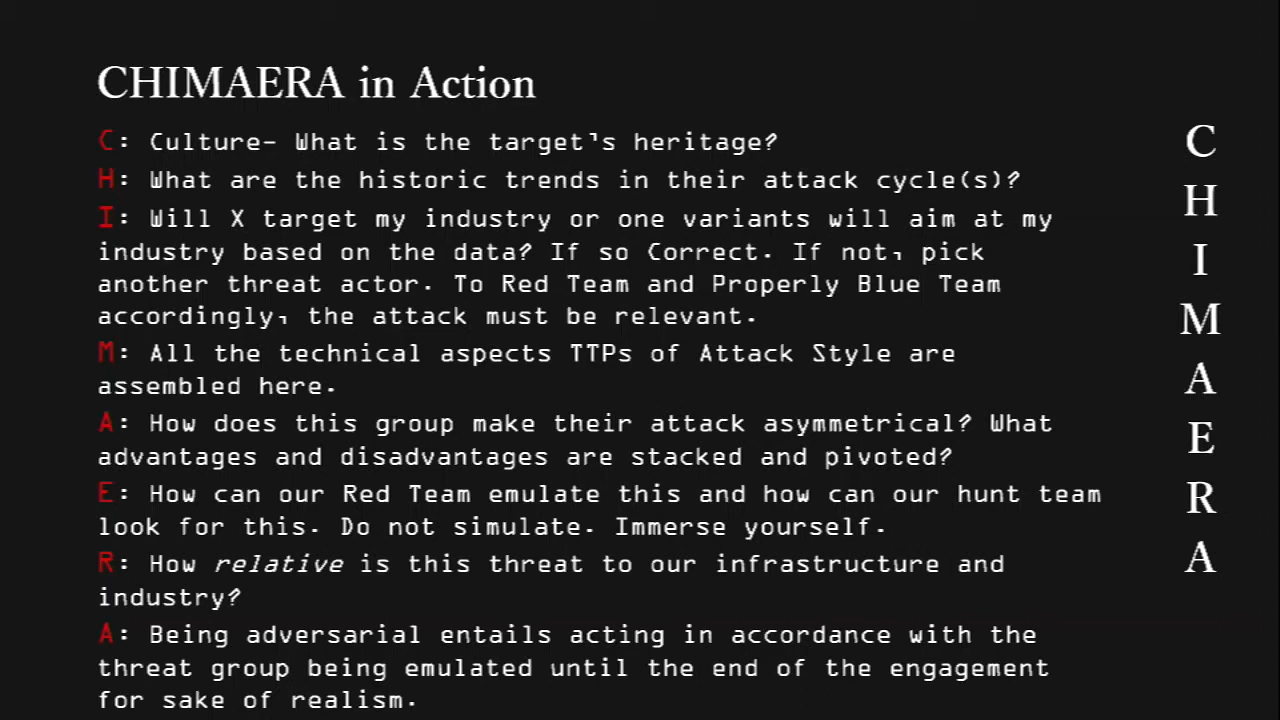 CHIMAERA in Action
C: Culture- What is the target's heritage?
H: What are the historic trends in their attack cycle(s)?
I: Will X target my industry or one variants will aim at my
industry based on the data? If so Correct. If not, pick
another threat actor. To Red Team and Properly Blue Team
accordingly, the attack must be relevant.
M: All the technical aspects TTPs of Attack Style are
assembled here.
A: How does this group make their attack asymmetrical? What
advantages and disadvantages are stacked and pivoted?
E: How can our Red Team emulate this and how can our hunt team
look for this. Do not simulate. Immerse yourself.
R: How relative is this threat to our infrastructure and
industry?
A: Being adversarial entails acting in accordance with the
threat group being emulated until the end of the engagement
for sake of realism.
C
H
I
M
A
E
R
A